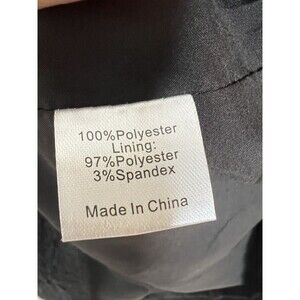 100%Polyester
Lining:
97%Polyester
3%Spandex
Made In China